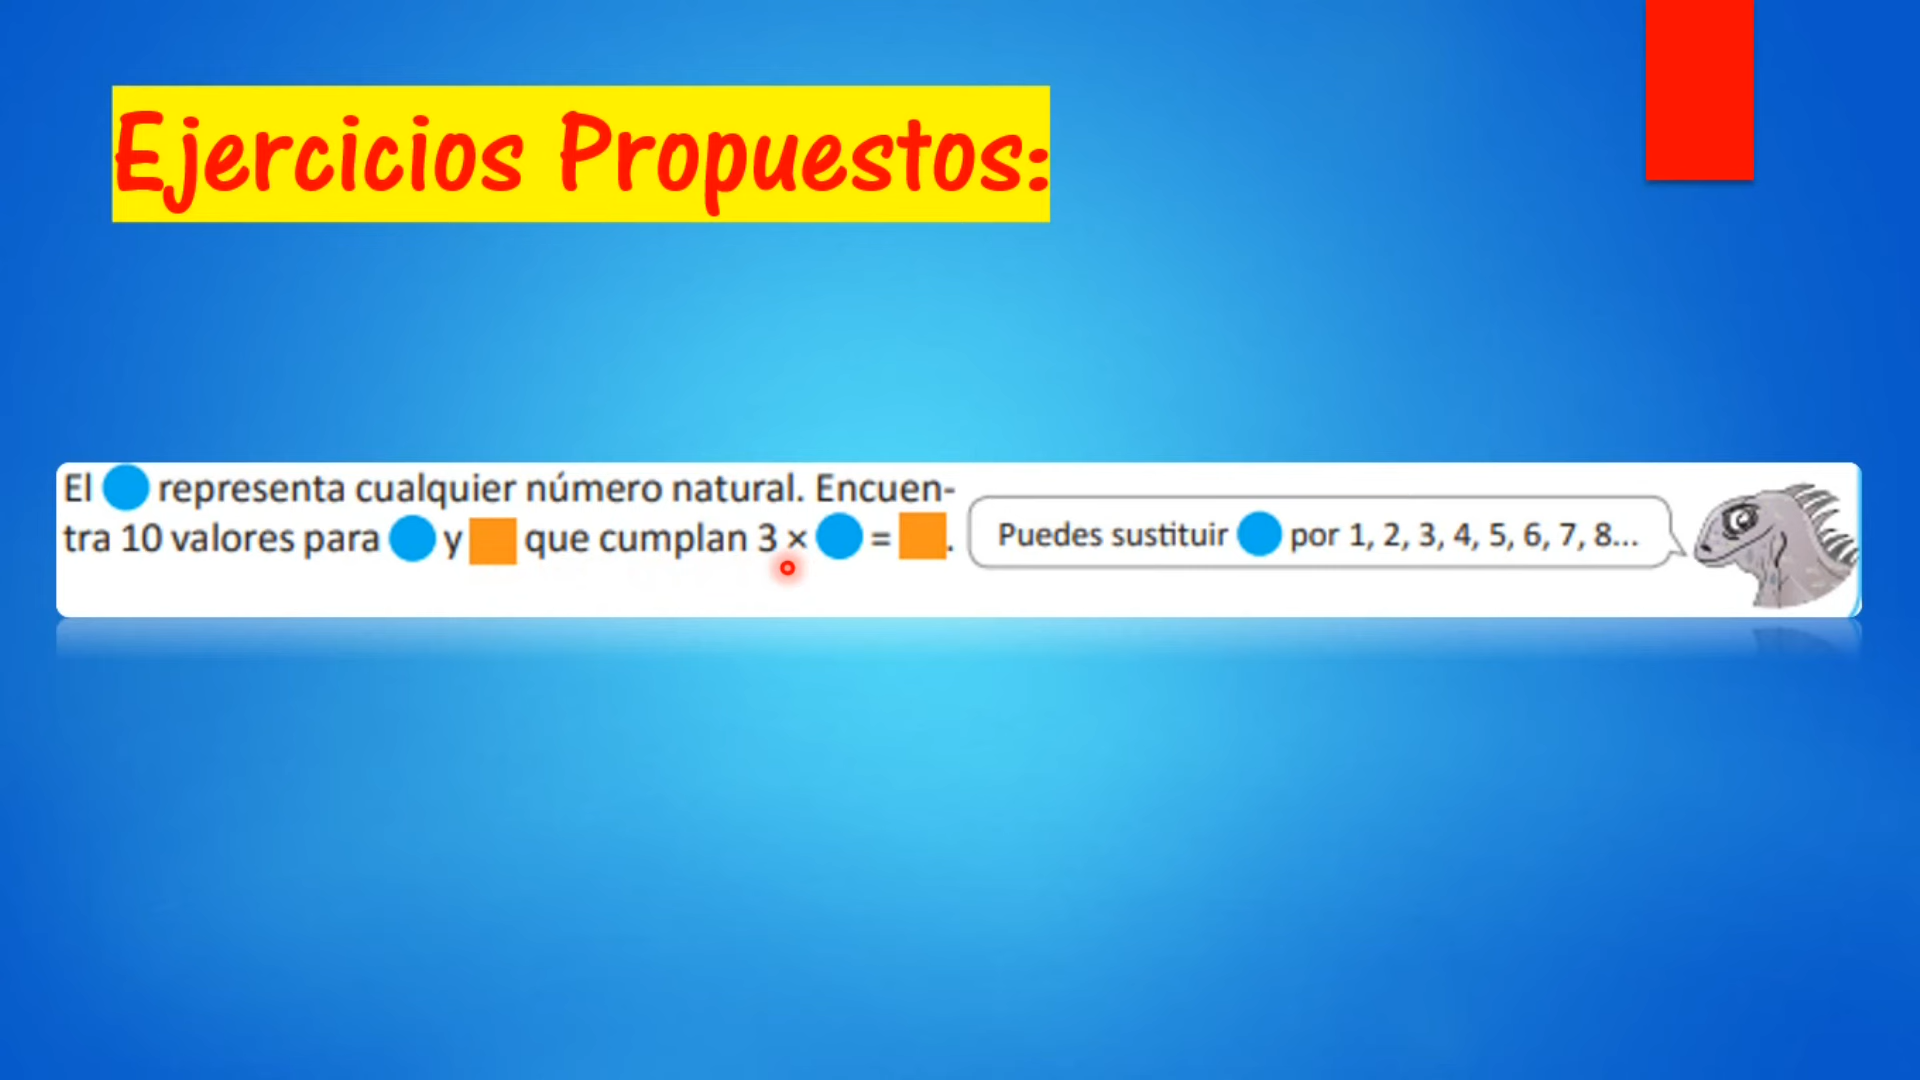 Ejercicios Propuestos:
El representa cualquier número natural. Encuen-
tra 10 valores para y que cumplan 3 × = .
Puedes sustituir por 1, 2, 3, 4, 5, 6, 7, 8...